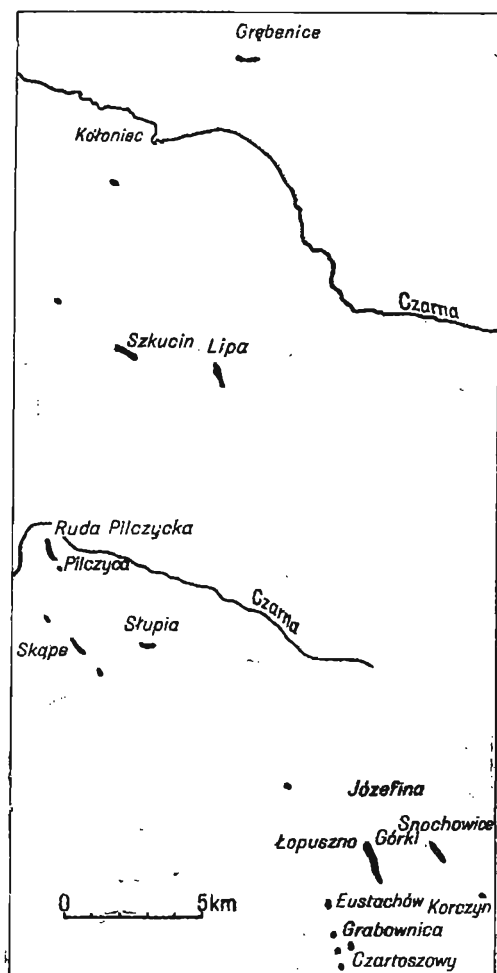 Grębenice
Kołoniec
Czarna
Szkucin Lipa
Ruda Pilczycka
Pilczyca
Czarna
Słupia
Skąpe
Józefina
Snochowice
Łopuszno Górki
Eustachów Korczyn
0 5km
Grabownica
Czartoszowy